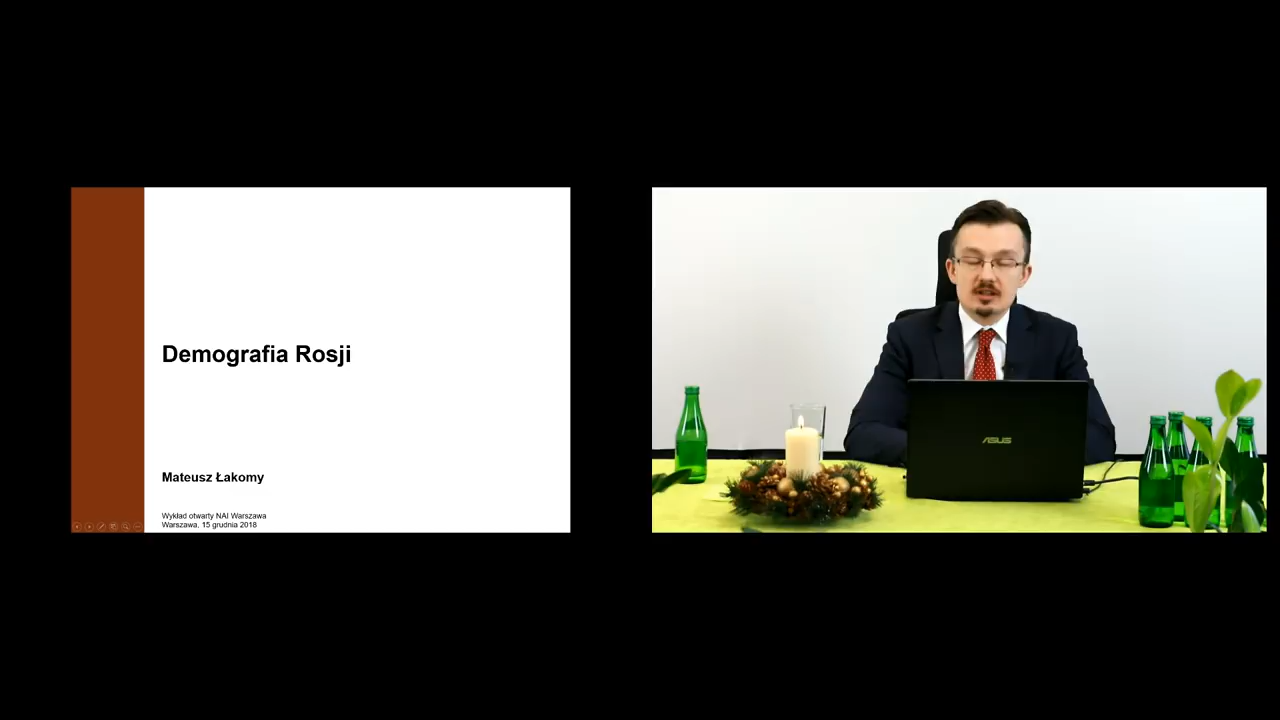 Demografia Rosji
Mateusz Łakomy
Wykład otwarty NAI Warszawa
Warszawa, 15 grudnia 2018
ASUS